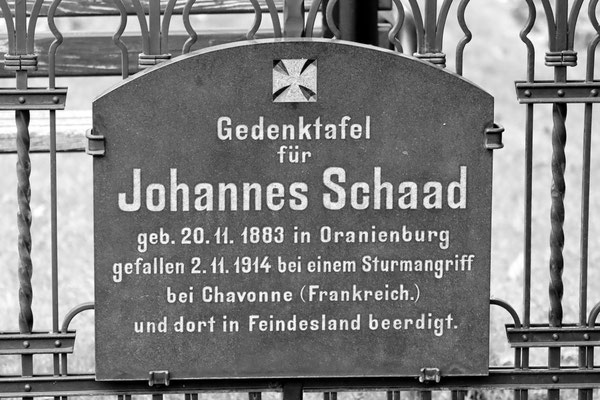 Gedenktafel
für
Johannes Schaad
geb. 20. 11. 1883 in Oranienburg
gefallen 2. 11. 1914 bei einem Sturmangriff
bei Chavonne (Frankreich.)
und dort in Feindesland beerdigt.